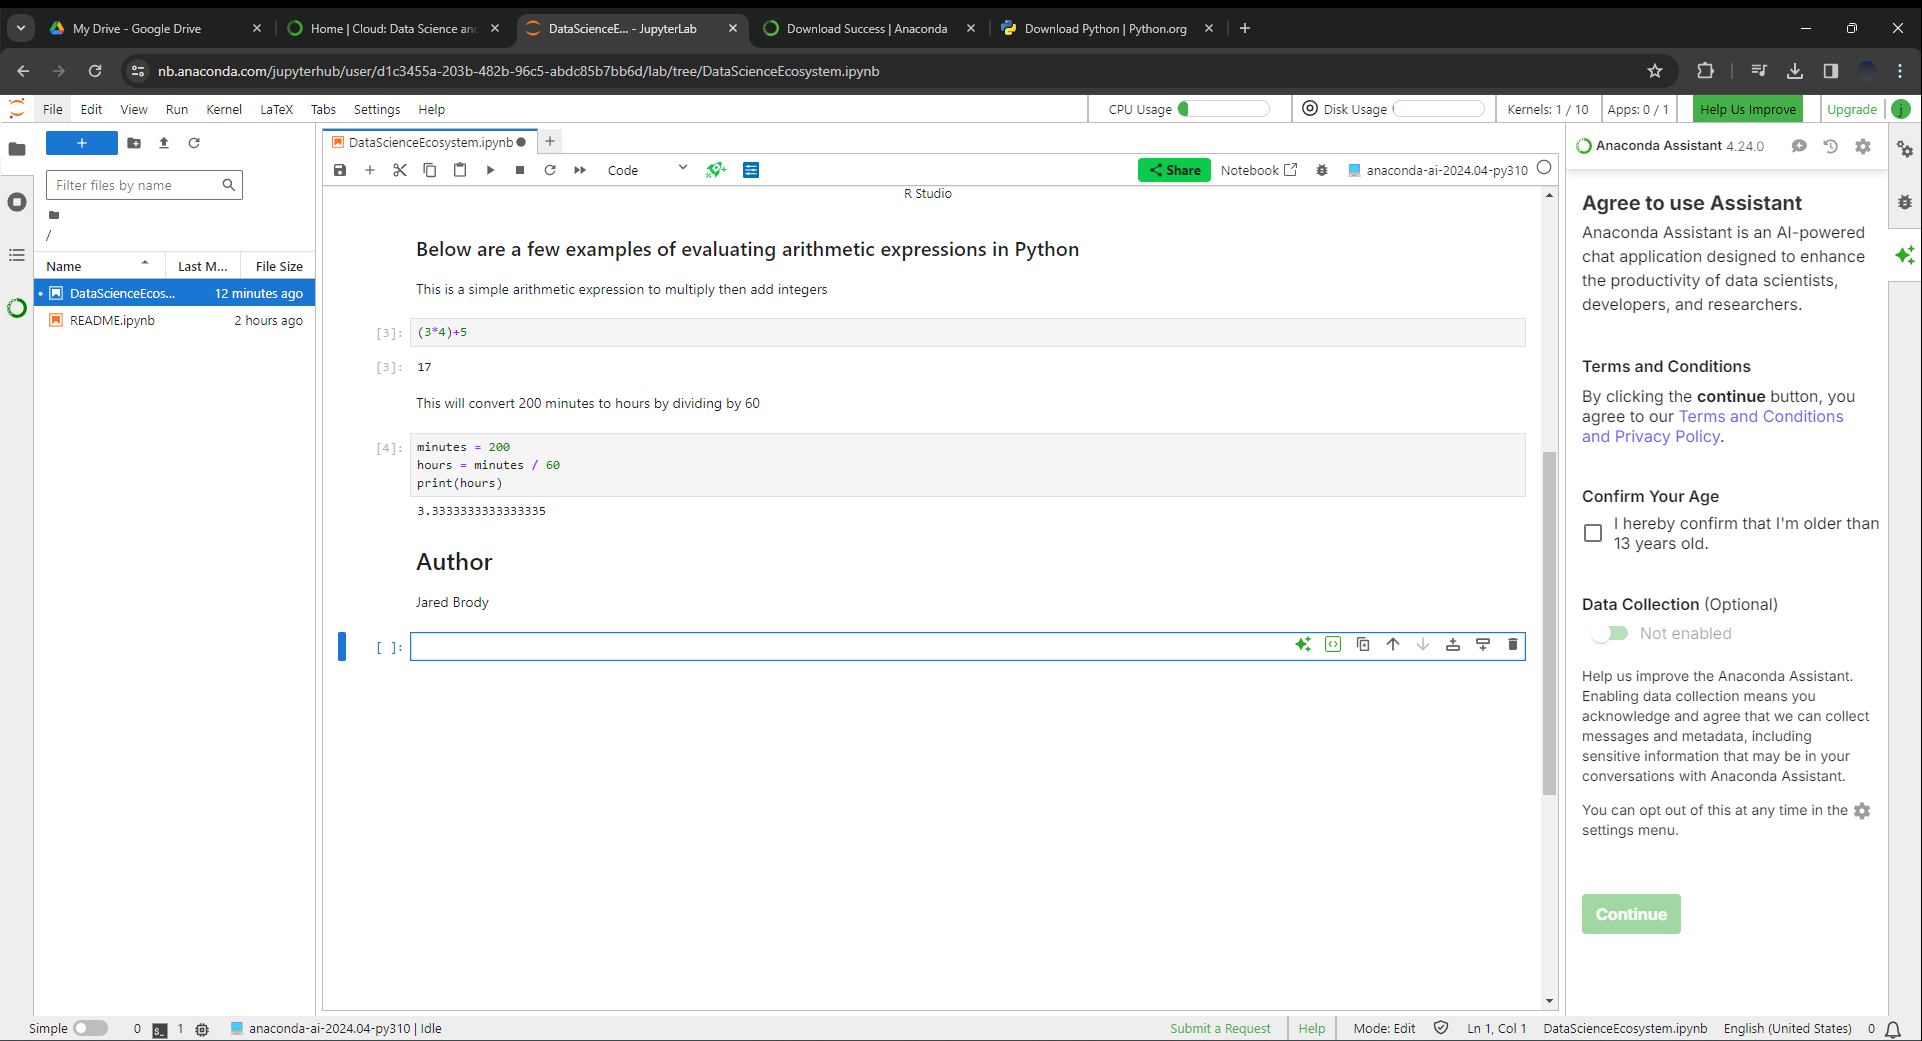 My Drive - Google Drive
Home | Cloud: Data Science an
DataScienceE... - JupyterLab
Download Success | Anaconda
Download Python | Python.org
nb.anaconda.com/jupyterhub/user/d1c3455a-203b-482b-96c5-abdc85b7bb6d/lab/tree/DataScienceEcosystem.ipynb
File Edit View Run Kernel LaTeX Tabs Settings Help
CPU Usage
Disk Usage
Kernels: 1 / 10
Apps: 0 / 1
Help Us Improve
Upgrade
j
Filter files by name
/
Name Last M... File Size
DataScienceEcos... 12 minutes ago
README.ipynb 2 hours ago
DataScienceEcosystem.ipynb
Code
Share
Notebook
anaconda-ai-2024.04-py310
R Studio
Below are a few examples of evaluating arithmetic expressions in Python
This is a simple arithmetic expression to multiply then add integers
[3]: (3*4)+5
[3]: 17
This will convert 200 minutes to hours by dividing by 60
[4]: minutes = 200
hours = minutes / 60
print(hours)
3.3333333333333335
Author
Jared Brody
[ ]:
Anaconda Assistant 4.24.0
Agree to use Assistant
Anaconda Assistant is an AI-powered
chat application designed to enhance
the productivity of data scientists,
developers, and researchers.
Terms and Conditions
By clicking the continue button, you
agree to our Terms and Conditions
and Privacy Policy.
Confirm Your Age
I hereby confirm that I'm older than
13 years old.
Data Collection (Optional)
Not enabled
Help us improve the Anaconda Assistant.
Enabling data collection means you
acknowledge and agree that we can collect
messages and metadata, including
sensitive information that may be in your
conversations with Anaconda Assistant.
You can opt out of this at any time in the
settings menu.
Continue
Simple
0
1
anaconda-ai-2024.04-py310 | Idle
Submit a Request
Help
Mode: Edit
Ln 1, Col 1
DataScienceEcosystem.ipynb
English (United States)
0